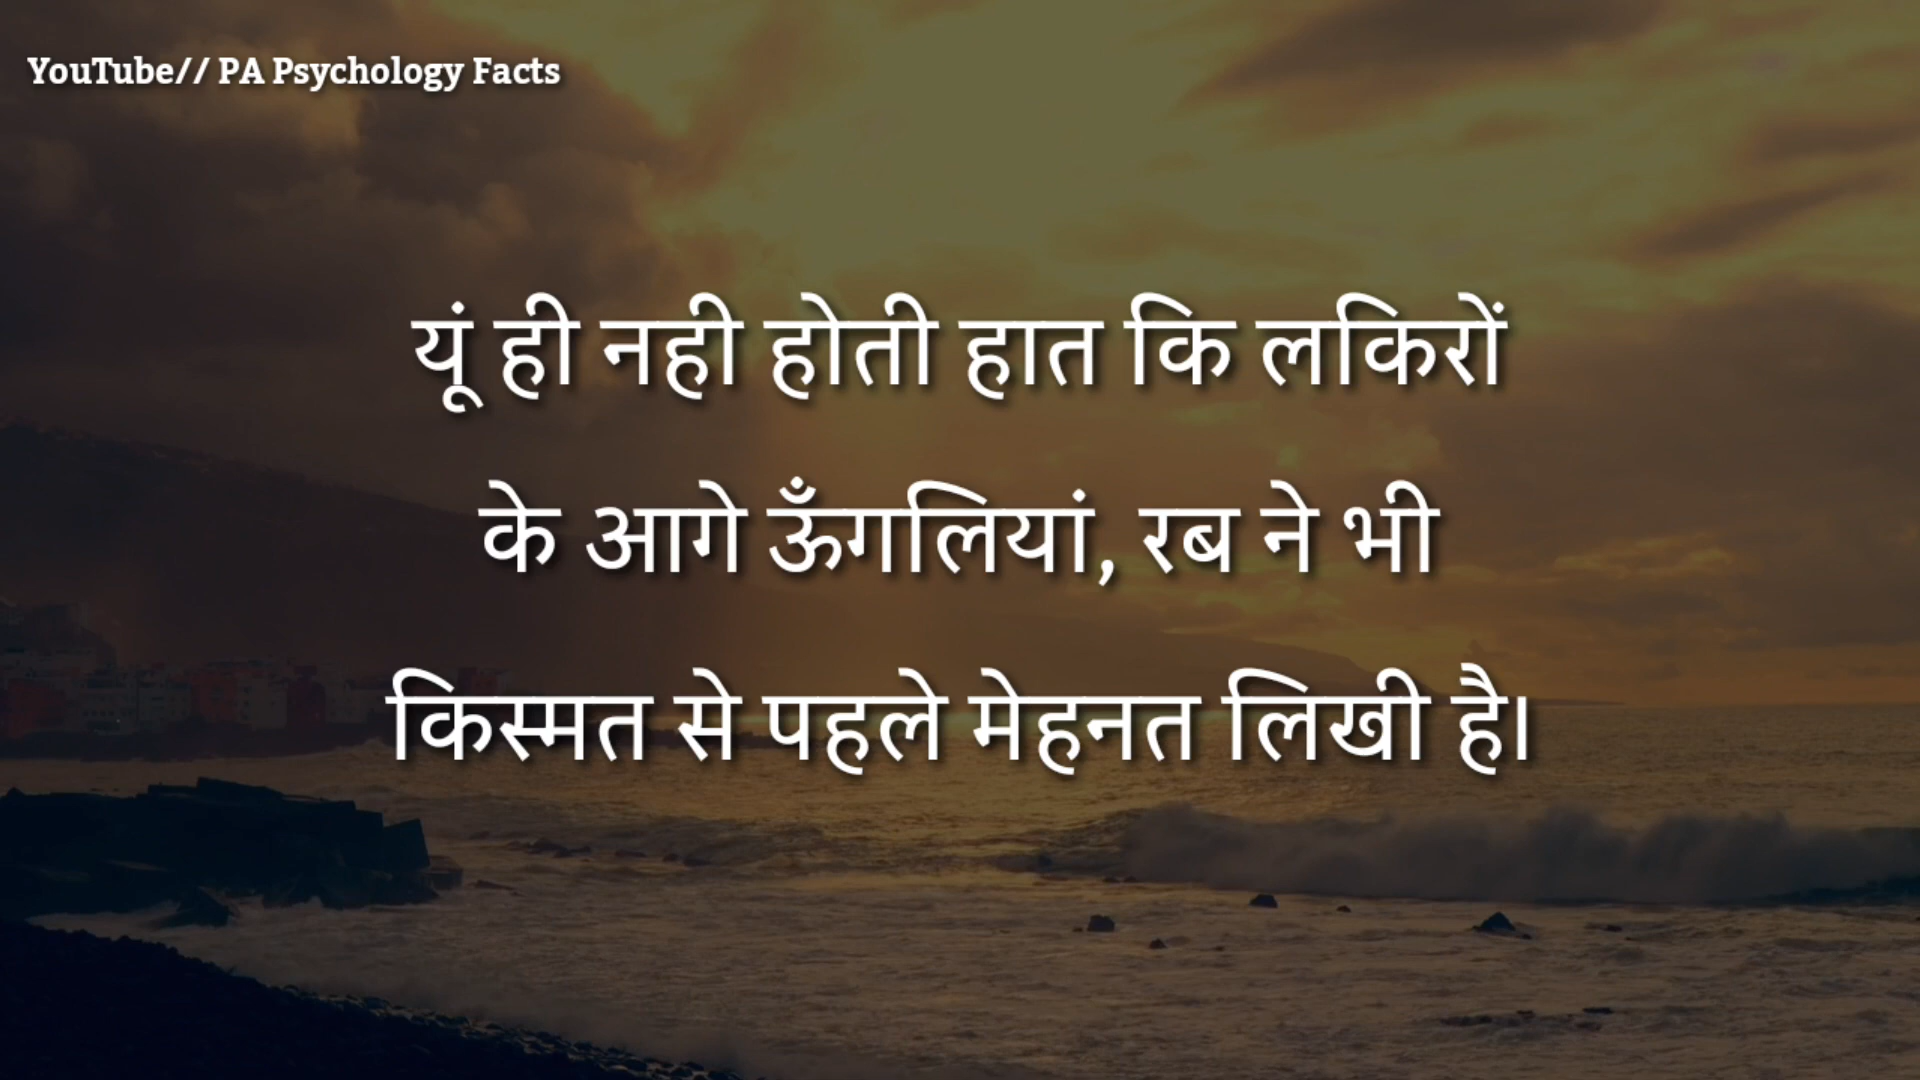 YouTube// PA Psychology Facts
यूं ही नही होती हात कि लकिरों
के आगे ऊँगलियां, रब ने भी
किस्मत से पहले मेहनत लिखी है।